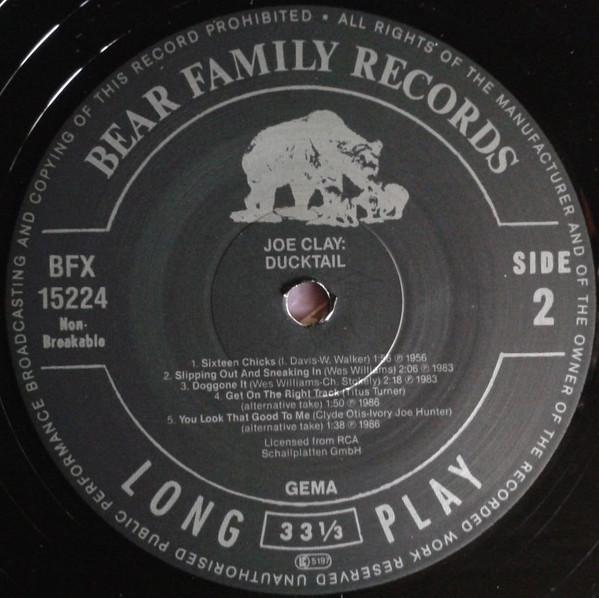 ALL RIGHTS OF THE MANUFACTURER AND OF THE OWNER OF THE RECORDED WORK RESERVED UNAUTHORISED PUBLIC PERFORMANCE BROADCASTING AND COPYING OF THIS RECORD PROHIBITED •
BEAR FAMILY RECORDS
JOE CLAY:
DUCKTAIL
BFX
15224
Non-
Breakable
SIDE
2
1. Sixteen Chicks (I. Davis-W. Walker) 1:56 ℗ 1956
2. Slipping Out And Sneaking In (Wes Williams) 2:06 ℗ 1983
3. Doggone It (Wes Williams-Ch. Stokely) 2:18 ℗ 1983
4. Get On The Right Track (Titus Turner)
(alternative take) 1:50 ℗ 1986
5. You Look That Good To Me (Clyde Otis-Ivory Joe Hunter)
(alternative take) 1:38 ℗ 1986
Licensed from RCA
Schallplatten GmbH
GEMA
LONG 33⅓ PLAY
5197